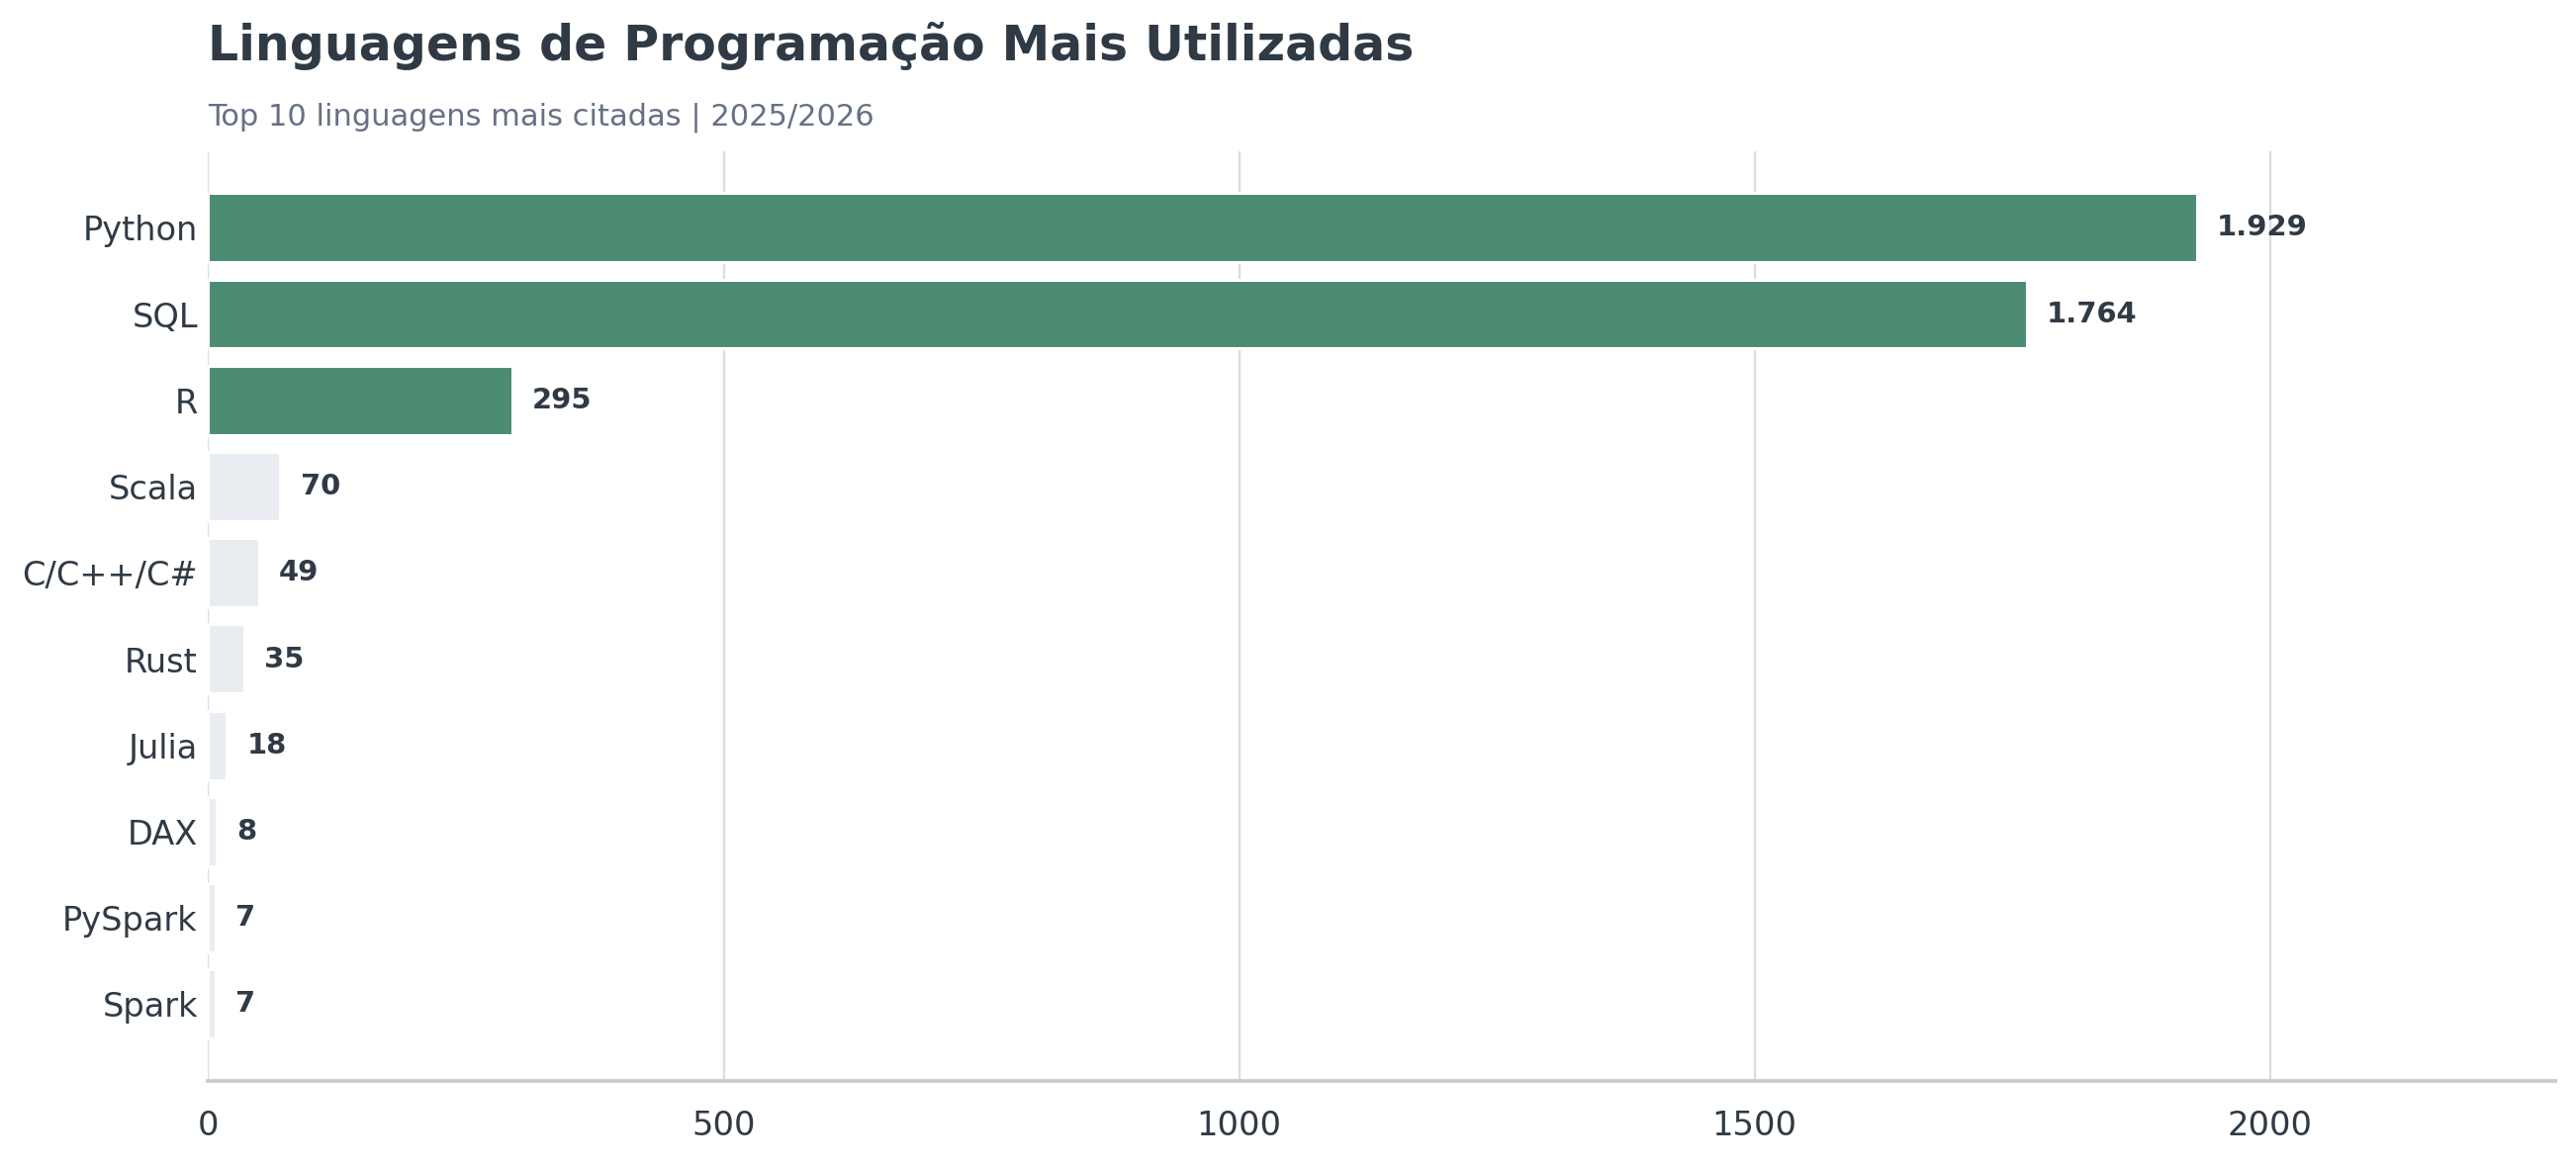 Linguagens de Programação Mais Utilizadas
Top 10 linguagens mais citadas | 2025/2026
Python 1.929
SQL 1.764
R 295
Scala 70
C/C++/C# 49
Rust 35
Julia 18
DAX 8
PySpark 7
Spark 7
0 500 1000 1500 2000